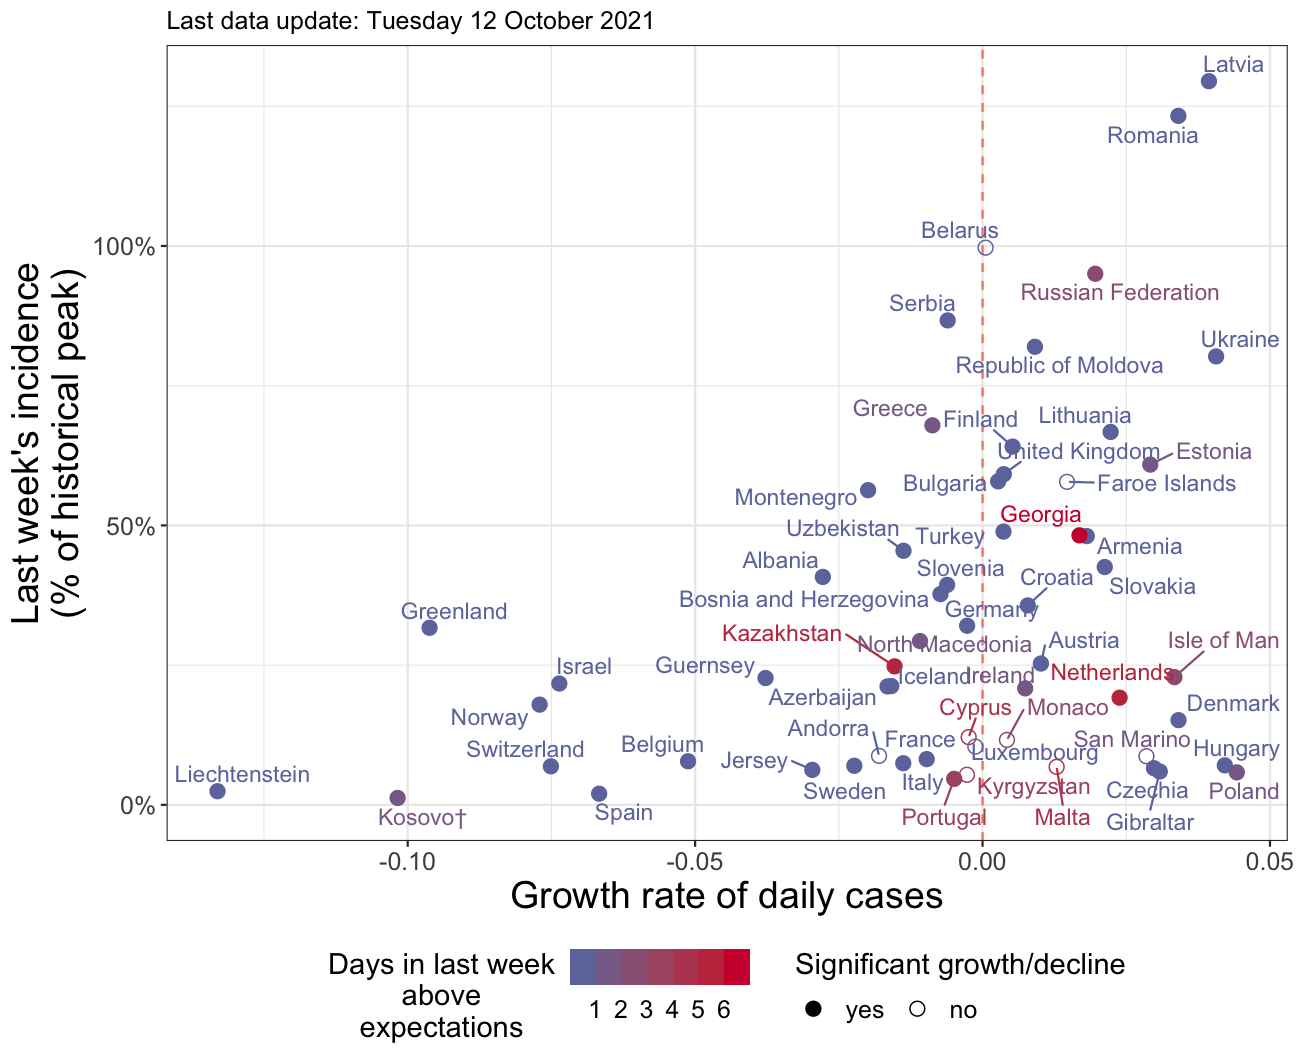 Last data update: Tuesday 12 October 2021
Latvia
Romania
Belarus
100%
Russian Federation
Serbia
Ukraine
Republic of Moldova
Greece
Finland
Lithuania
United Kingdom
Estonia
Bulgaria
Faroe Islands
Montenegro
Georgia
50%
Uzbekistan
Turkey
Armenia
Albania
Slovenia
Croatia
Slovakia
Bosnia and Herzegovina
Germany
Greenland
Kazakhstan
North Macedonia
Austria
Isle of Man
Israel
Guernsey
Iceland
Ireland
Netherlands
Azerbaijan
Cyprus
Monaco
Denmark
Norway
Andorra
France
San Marino
Switzerland
Belgium
Luxembourg
Hungary
Jersey
Liechtenstein
Italy
Kyrgyzstan
Sweden
Czechia
Poland
0%
Kosovo†
Spain
Portugal
Malta
Gibraltar
Last week's incidence
(% of historical peak)
-0.10
-0.05
0.00
0.05
Growth rate of daily cases
Days in last week
above
expectations
1 2 3 4 5 6
Significant growth/decline
yes
no